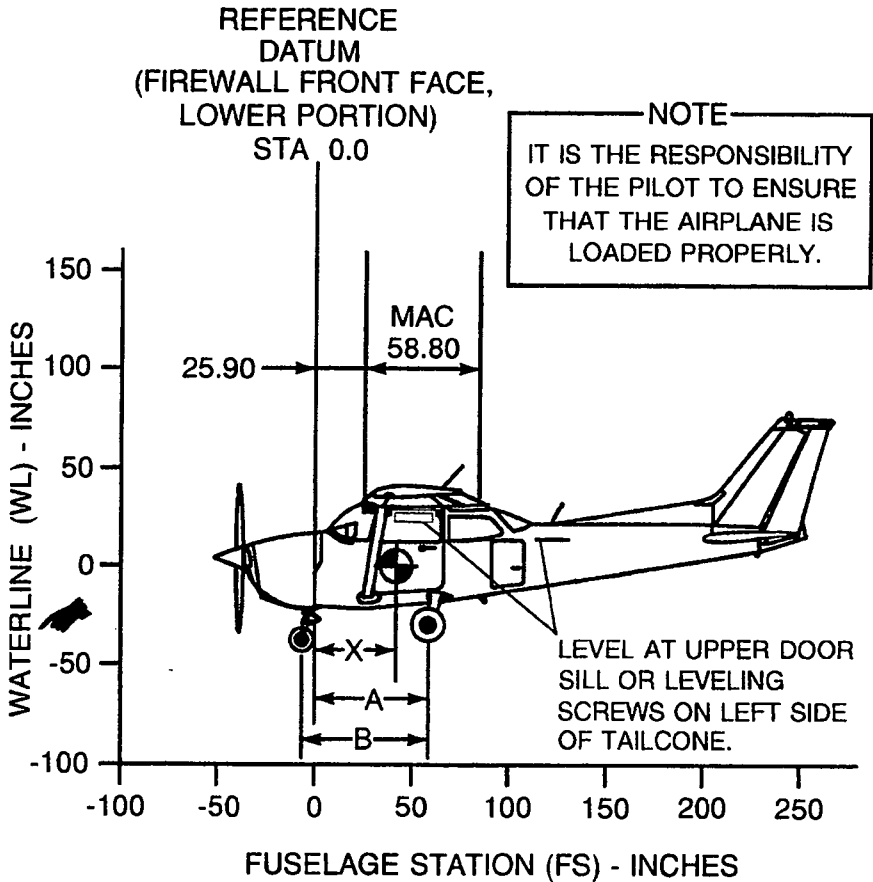 REFERENCE
DATUM
(FIREWALL FRONT FACE,
LOWER PORTION)
STA 0.0
NOTE
IT IS THE RESPONSIBILITY
OF THE PILOT TO ENSURE
THAT THE AIRPLANE IS
LOADED PROPERLY.
150
100
50
0
-50
-100
WATERLINE (WL) - INCHES
MAC
58.80
25.90
X
A
B
LEVEL AT UPPER DOOR
SILL OR LEVELING
SCREWS ON LEFT SIDE
OF TAILCONE.
-100 -50 0 50 100 150 200 250
FUSELAGE STATION (FS) - INCHES